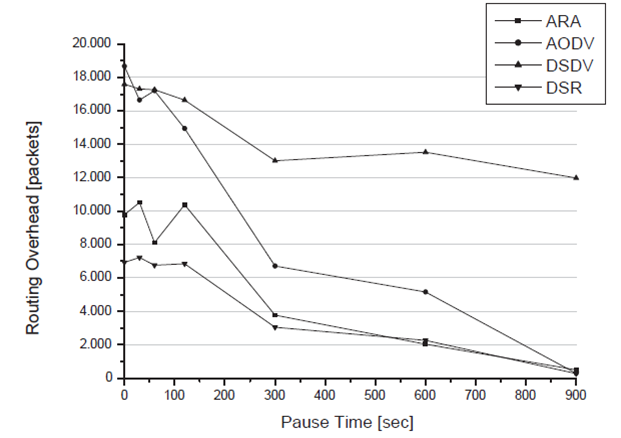 ARA
AODV
DSDV
DSR
20.000
18.000
16.000
14.000
12.000
10.000
8.000
6.000
4.000
2.000
0
Routing Overhead [packets]
0 100 200 300 400 500 600 700 800 900
Pause Time [sec]